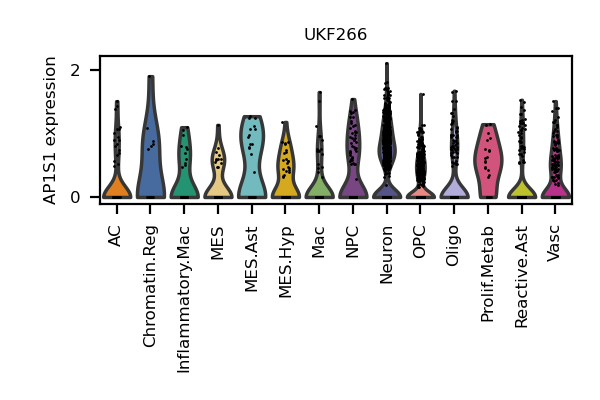 UKF266
AP1S1 expression
2
0
AC
Chromatin.Reg
Inflammatory.Mac
MES
MES.Ast
MES.Hyp
Mac
NPC
Neuron
OPC
Oligo
Prolif.Metab
Reactive.Ast
Vasc